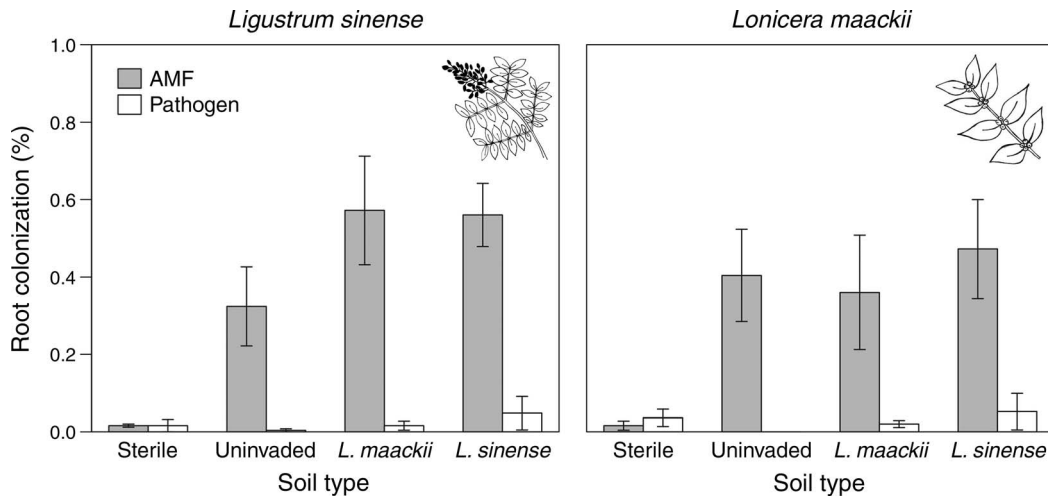 Ligustrum sinense
Lonicera maackii
Root colonization (%)
1.0
0.8
0.6
0.4
0.2
0.0
AMF
Pathogen
Sterile Uninvaded L. maackii L. sinense
Soil type
Sterile Uninvaded L. maackii L. sinense
Soil type